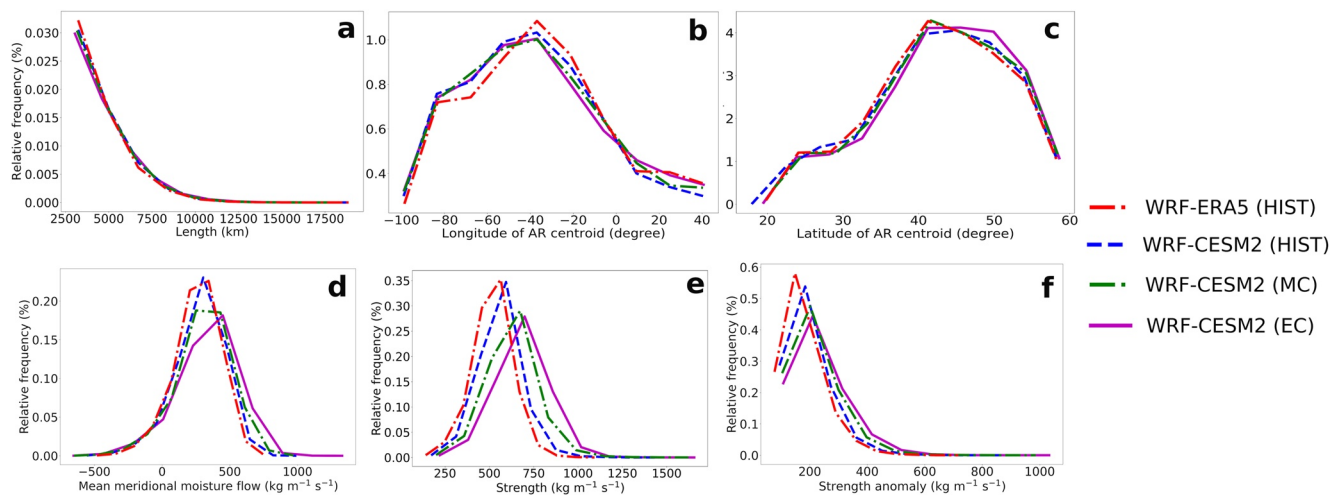 a
Relative frequency (%)
0.030
0.025
0.020
0.015
0.010
0.005
0.000
2500 5000 7500 10000 12500 15000 17500
Length (km)
b
1.0
0.8
0.6
0.4
−100 −80 −60 −40 −20 0 20 40
Longitude of AR centroid (degree)
c
4
3
2
1
0
20 30 40 50 60
Latitude of AR centroid (degree)
WRF-ERA5 (HIST)
WRF-CESM2 (HIST)
WRF-CESM2 (MC)
WRF-CESM2 (EC)
d
Relative frequency (%)
0.20
0.15
0.10
0.05
0.00
−500 0 500 1000
Mean meridional moisture flow (kg m⁻¹ s⁻¹)
e
Relative frequency (%)
0.35
0.30
0.25
0.20
0.15
0.10
0.05
0.00
250 500 750 1000 1250 1500
Strength (kg m⁻¹ s⁻¹)
f
Relative frequency (%)
0.6
0.5
0.4
0.3
0.2
0.1
0.0
200 400 600 800 1000
Strength anomaly (kg m⁻¹ s⁻¹)